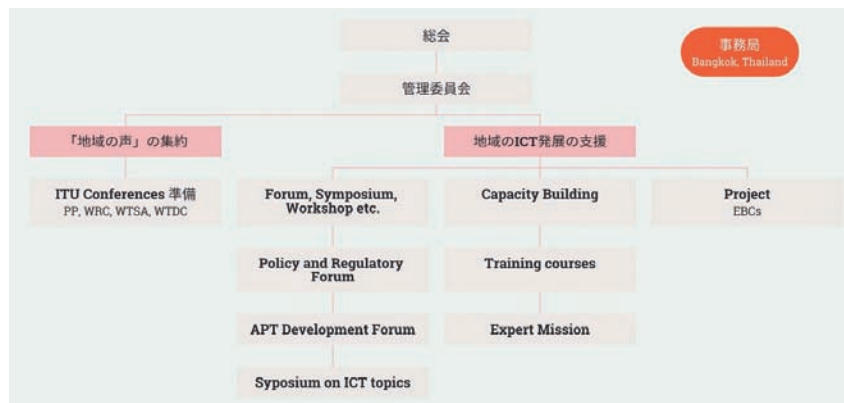 総会
事務局
Bangkok, Thailand
管理委員会
「地域の声」の集約
地域のICT発展の支援
ITU Conferences 準備
PP, WRC, WTSA, WTDC
Forum, Symposium,
Workshop etc.
Capacity Building
Project
EBCs
Policy and Regulatory
Forum
Training courses
APT Development Forum
Expert Mission
Syposium on ICT topics